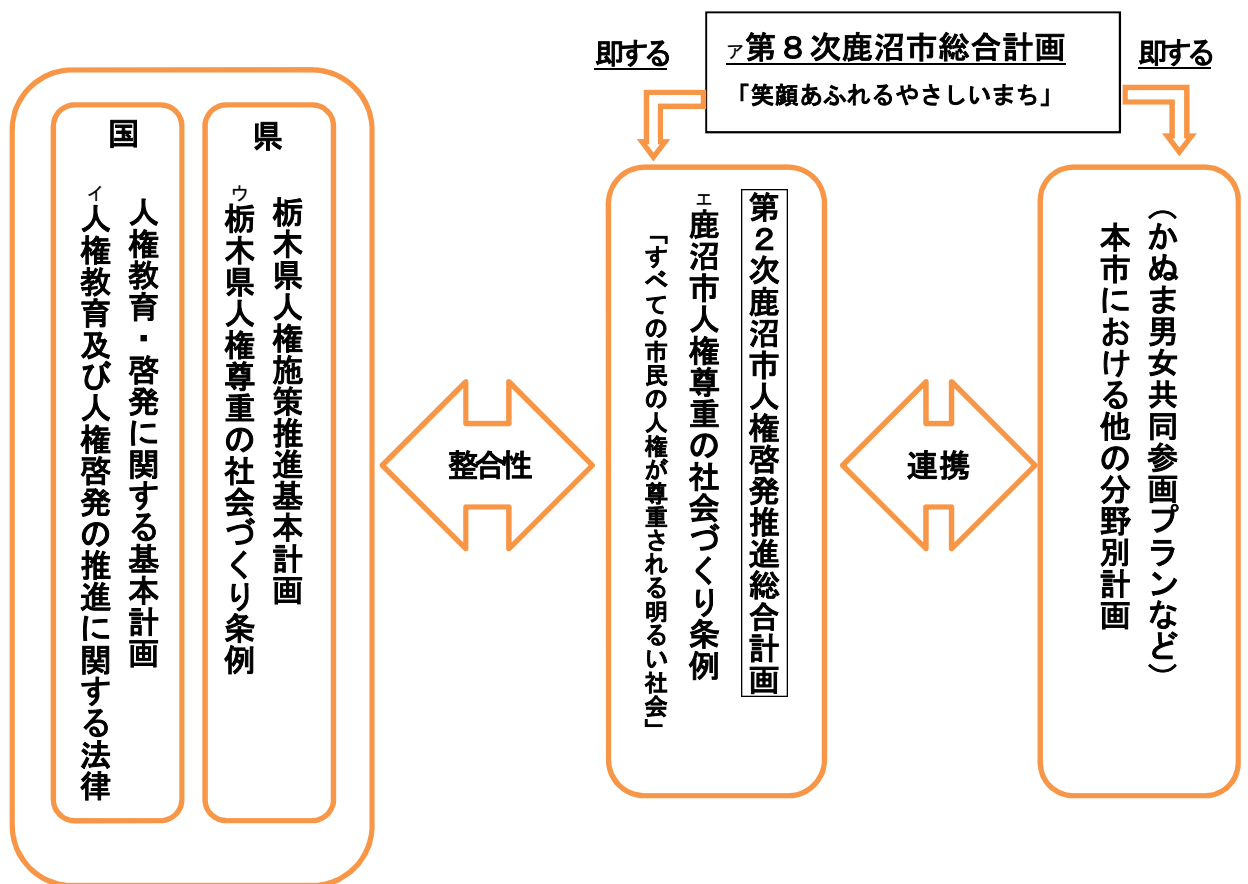 即する
ア第８次鹿沼市総合計画
「笑顔あふれるやさしいまち」
即する
国
人権教育・啓発に関する基本計画
イ人権教育及び人権啓発の推進に関する法律
県
栃木県人権施策推進基本計画
ウ栃木県人権尊重の社会づくり条例
整合性
第２次鹿沼市人権啓発推進総合計画
エ鹿沼市人権尊重の社会づくり条例
「すべての市民の人権が尊重される明るい社会」
連携
（かぬま男女共同参画プランなど）
本市における他の分野別計画